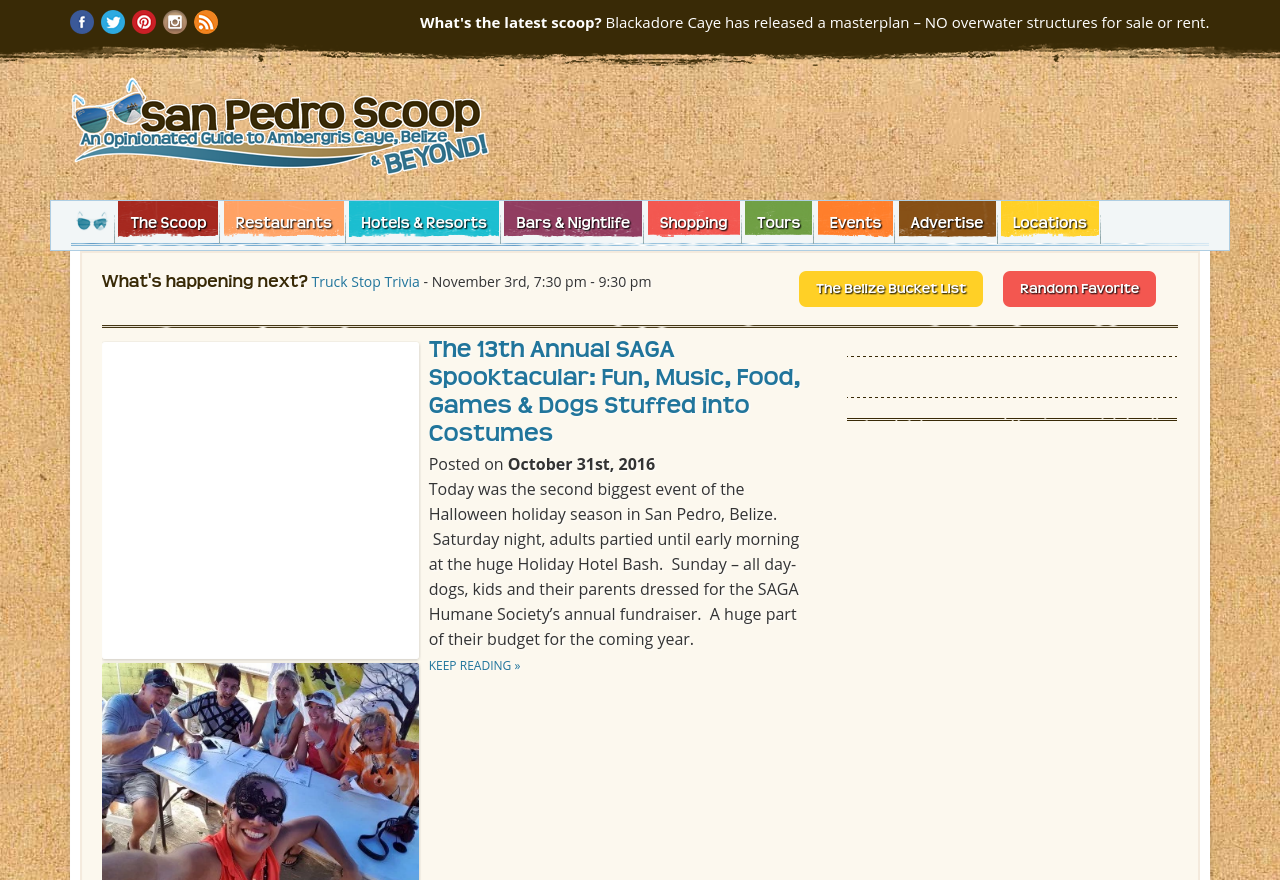 What's the latest scoop? Blackadore Caye has released a masterplan – NO overwater structures for sale or rent.
San Pedro Scoop
An Opinionated Guide to Ambergris Caye, Belize
& BEYOND!
The Scoop Restaurants Hotels & Resorts Bars & Nightlife Shopping Tours Events Advertise Locations
What's happening next? Truck Stop Trivia - November 3rd, 7:30 pm - 9:30 pm
The Belize Bucket List Random Favorite
The 13th Annual SAGA
Spooktacular: Fun, Music, Food,
Games & Dogs Stuffed into
Costumes
Posted on October 31st, 2016
Today was the second biggest event of the
Halloween holiday season in San Pedro, Belize.
Saturday night, adults partied until early morning
at the huge Holiday Hotel Bash.  Sunday – all day-
dogs, kids and their parents dressed for the SAGA
Humane Society’s annual fundraiser.  A huge part
of their budget for the coming year.
KEEP READING »